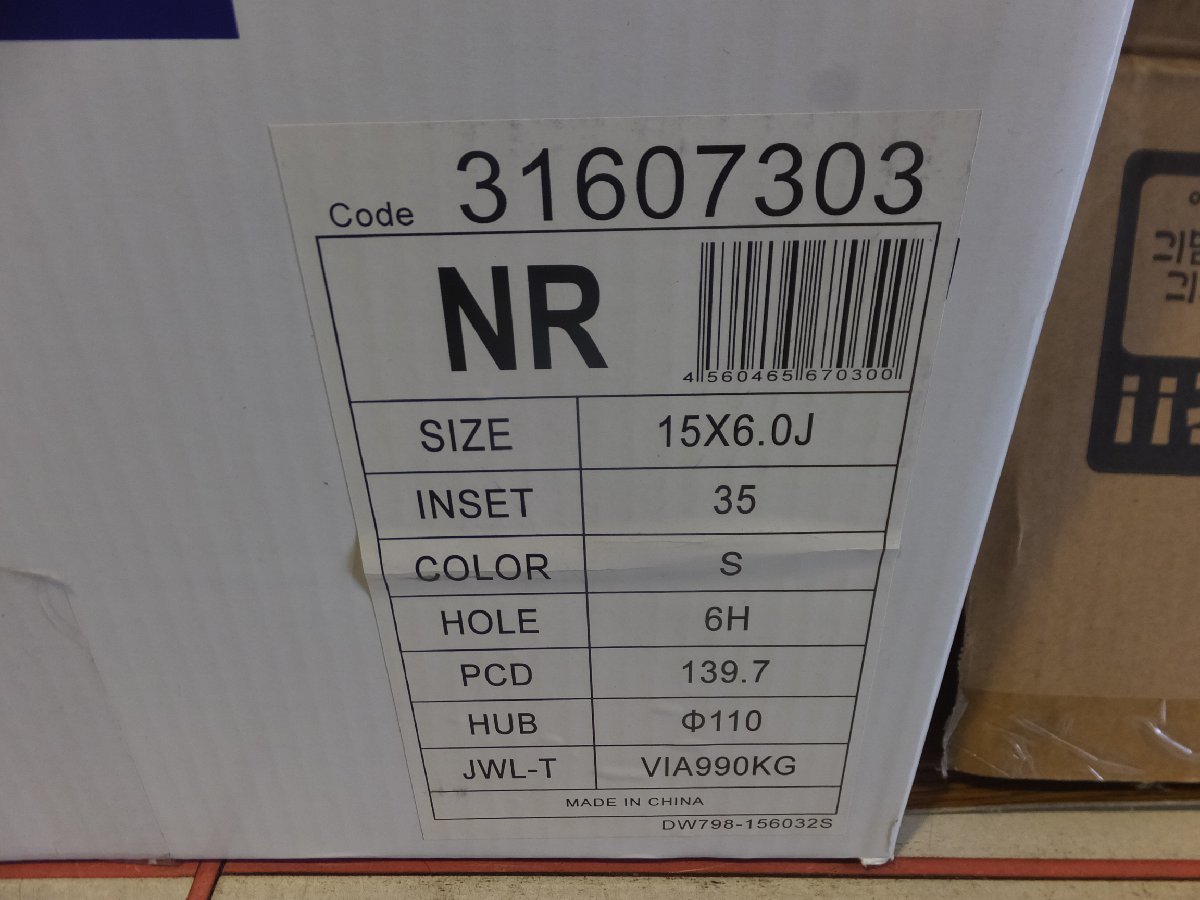 Code 31607303
NR
4 560465 670300
SIZE 15X6.0J
INSET 35
COLOR S
HOLE 6H
PCD 139.7
HUB Φ110
JWL-T VIA990KG
MADE IN CHINA
DW798-156032S